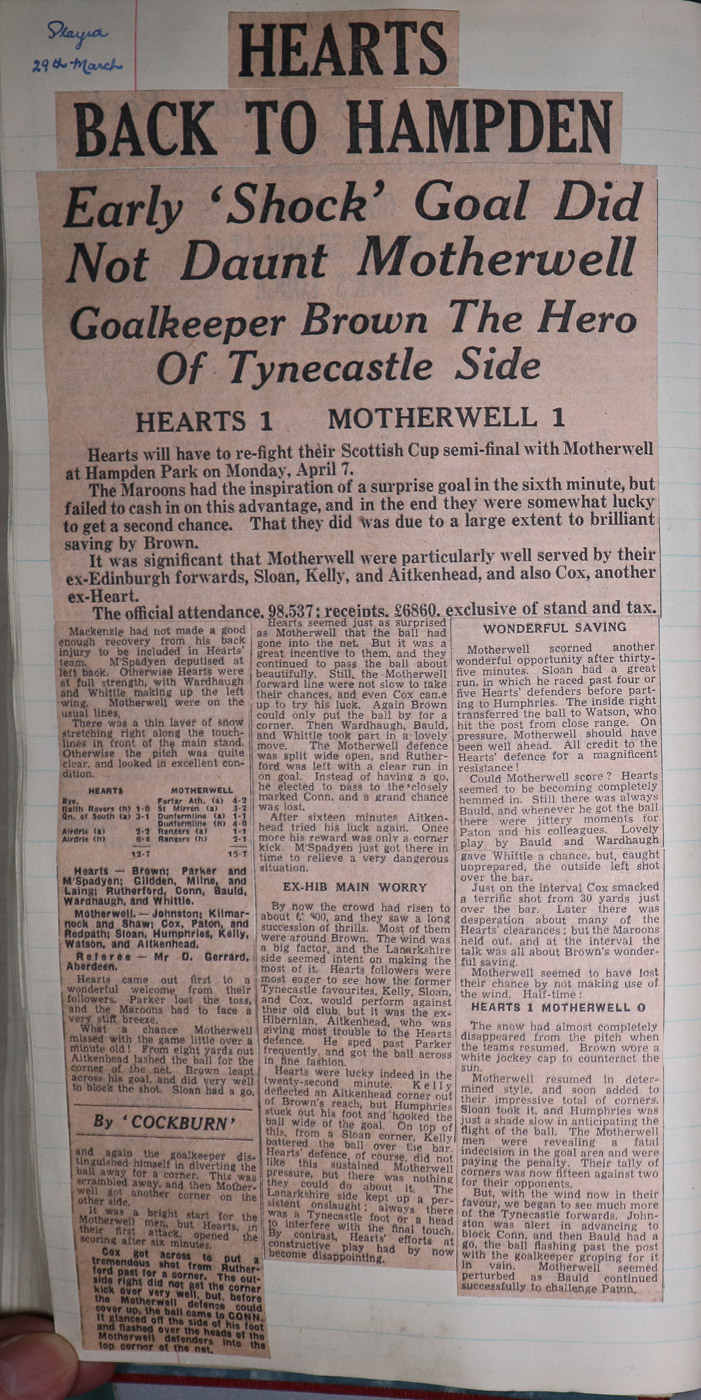 Played
29th March
HEARTS
BACK TO HAMPDEN
Early ‘Shock’ Goal Did
Not Daunt Motherwell
Goalkeeper Brown The Hero
Of Tynecastle Side
HEARTS 1 MOTHERWELL 1
Hearts will have to re-fight their Scottish Cup semi-final with Motherwell
at Hampden Park on Monday, April 7.
The Maroons had the inspiration of a surprise goal in the sixth minute, but
failed to cash in on this advantage, and in the end they were somewhat lucky
to get a second chance. That they did was due to a large extent to brilliant
saving by Brown.
It was significant that Motherwell were particularly well served by their
ex-Edinburgh forwards, Sloan, Kelly, and Aitkenhead, and also Cox, another
ex-Heart.
The official attendance, 98,537; receipts, £6860, exclusive of stand and tax.
Mackenzie had not made a good
enough recovery from his back
injury to be included in Hearts'
team. M'Spadyen deputised at
left back. Otherwise Hearts were
at full strength, with Wardhaugh
and Whittle making up the left
wing. Motherwell were on the
usual lines.
There was a thin layer of snow
stretching right along the touch-
lines in front of the main stand.
Otherwise the pitch was quite
clear, and looked in excellent con-
dition.
HEARTS MOTHERWELL
Bye. Forfar Ath. (a) 4-2
Raith Rovers (h) 1-0 St Mirren (a) 3-2
Qn. of South (a) 3-1 Dunfermline (a) 1-1
Dunfermline (h) 4-0
Airdrie (a) 2-2 Rangers (a) 1-1
Airdrie (h) 6-4 Rangers (h) 2-1
12-7 15-7
Hearts — Brown; Parker and
M'Spadyen; Glidden, Milne, and
Laing; Rutherford, Conn, Bauld,
Wardhaugh, and Whittle.
Motherwell. — Johnston; Kilmar-
nock and Shaw; Cox, Paton, and
Redpath; Sloan, Humphries, Kelly,
Watson, and Aitkenhead.
Referee — Mr D. Gerrard,
Aberdeen.
Hearts came out first to a
wonderful welcome from their
followers. Parker lost the toss,
and the Maroons had to face a
very stiff breeze.
What a chance Motherwell
missed with the game little over a
minute old! From eight yards out
Aitkenhead lashed the ball for the
corner of the net. Brown leapt
across his goal, and did very well
to block the shot. Sloan had a go,
By ‘COCKBURN’
and again the goalkeeper dis-
tinguished himself in diverting the
ball away for a corner. This was
scrambled away, and then Mother-
well got another corner on the
other side.
It was a bright start for the
Motherwell men, but Hearts, in
their first attack, opened the
scoring after six minutes.
Cox got across to put a
tremendous shot from Ruther-
ford past for a corner. The out-
side right did not get the corner
kick over very well, but, before
the Motherwell defence could
cover up, the ball came to CONN.
It glanced off the side of his foot
and flashed over the heads of the
Motherwell defenders into the
top corner of the net.
Hearts seemed just as surprised
as Motherwell that the ball had
gone into the net. But it was a
great incentive to them, and they
continued to pass the ball about
beautifully. Still, the Motherwell
forward line were not slow to take
their chances, and even Cox came
up to try his luck. Again Brown
could only put the ball by for a
corner. Then Wardhaugh, Bauld,
and Whittle took part in a lovely
move. The Motherwell defence
was split wide open, and Ruther-
ford was left with a clear run in
on goal. Instead of having a go,
he elected to pass to the closely
marked Conn, and a grand chance
was lost.
After sixteen minutes Aitken-
head tried his luck again. Once
more his reward was only a corner
kick. M'Spadyen just got there in
time to relieve a very dangerous
situation.
EX-HIB MAIN WORRY
By now the crowd had risen to
about and they saw a long
succession of thrills. Most of them
were around Brown. The wind was
a big factor, and the Lanarkshire
side seemed intent on making the
most of it. Hearts followers were
most eager to see how the former
Tynecastle favourites, Kelly, Sloan,
and Cox, would perform against
their old club, but it was the ex-
Hibernian, Aitkenhead, who was
giving most trouble to the Hearts
defence. He sped past Parker
frequently, and got the ball across
in fine fashion.
Hearts were lucky indeed in the
twenty-second minute. Kelly
deflected an Aitkenhead corner out
of Brown's reach, but Humphries
stuck out his foot and hooked the
ball wide of the goal. On top of
this, from a Sloan corner, Kelly
battered the ball over the bar.
Hearts' defence, of course, did not
like this sustained Motherwell
pressure, but there was nothing
they could do about it. The
Lanarkshire side kept up a per-
sistent onslaught; always there
was a Tynecastle foot or a head
to interfere with the final touch.
By contrast, Hearts' efforts at
constructive play had by now
become disappointing.
WONDERFUL SAVING
Motherwell scorned another
wonderful opportunity after thirty-
five minutes. Sloan had a great
run, in which he raced past four or
five Hearts' defenders before part-
ing to Humphries. The inside right
transferred the ball to Watson, who
hit the post from close range. On
pressure, Motherwell should have
been well ahead. All credit to the
Hearts' defence for a magnificent
resistance!
Could Motherwell score? Hearts
seemed to be becoming completely
hemmed in. Still there was always
Bauld, and whenever he got the ball
there were jittery moments for
Paton and his colleagues. Lovely
play by Bauld and Wardhaugh
gave Whittle a chance, but, caught
unprepared, the outside left shot
over the bar.
Just on the interval Cox smacked
a terrific shot from 30 yards just
over the bar. Later there was
desperation about many of the
Hearts' clearances; but the Maroons
held out, and at the interval the
talk was all about Brown's wonder-
ful saving.
Motherwell seemed to have lost
their chance by not making use of
the wind. Half-time:
HEARTS 1 MOTHERWELL 0
The snow had almost completely
disappeared from the pitch when
the teams resumed. Brown wore a
white jockey cap to counteract the
sun.
Motherwell resumed in deter-
mined style, and soon added to
their impressive total of corners.
Sloan took it, and Humphries was
just a shade slow in anticipating the
flight of the ball. The Motherwell
men were revealing a fatal
indecision in the goal area and were
paying the penalty. Their tally of
corners was now fifteen against two
for their opponents.
But, with the wind now in their
favour, we began to see much more
of the Tynecastle forwards. John-
ston was alert in advancing to
block Conn, and then Bauld had a
go, the ball flashing past the post
with the goalkeeper groping for it
in vain. Motherwell seemed
perturbed as Bauld continued
successfully to challenge Paton.